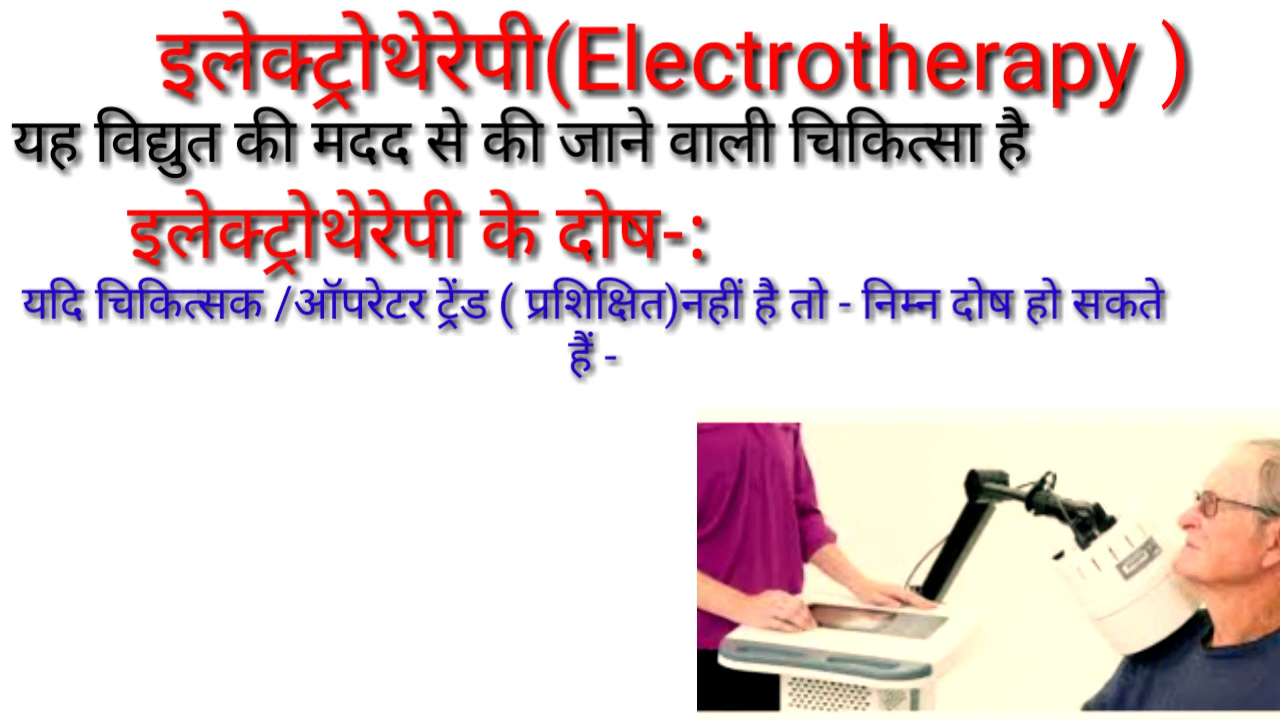 इलेक्ट्रोथेरेपी(Electrotherapy )
यह विद्युत की मदद से की जाने वाली चिकित्सा है
इलेक्ट्रोथेरेपी के दोष-:
यदि चिकित्सक /ऑपरेटर ट्रेंड ( प्रशिक्षित)नहीं है तो - निम्न दोष हो सकते
हैं -